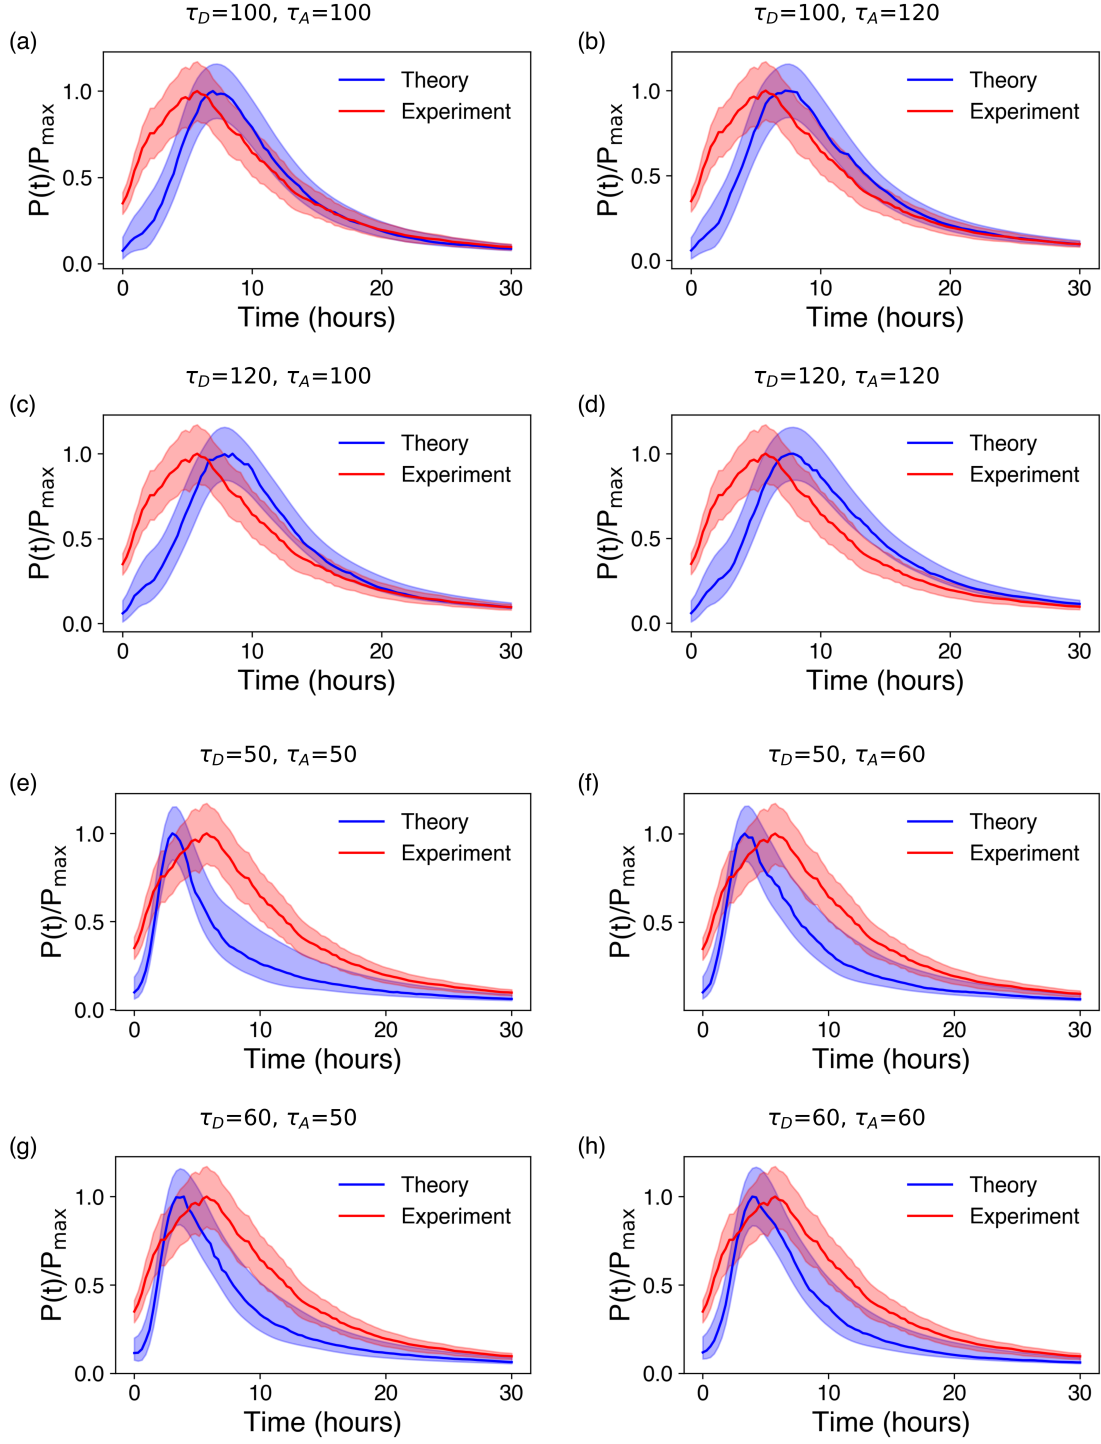 τD=100, τA=100
(a)
P(t)/Pmax
1.0
0.5
0.0
Theory
Experiment
0 10 20 30
Time (hours)
τD=100, τA=120
(b)
P(t)/Pmax
1.0
0.5
0.0
Theory
Experiment
0 10 20 30
Time (hours)
τD=120, τA=100
(c)
P(t)/Pmax
1.0
0.5
0.0
Theory
Experiment
0 10 20 30
Time (hours)
τD=120, τA=120
(d)
P(t)/Pmax
1.0
0.5
0.0
Theory
Experiment
0 10 20 30
Time (hours)
τD=50, τA=50
(e)
P(t)/Pmax
1.0
0.5
0.0
Theory
Experiment
0 10 20 30
Time (hours)
τD=50, τA=60
(f)
P(t)/Pmax
1.0
0.5
Theory
Experiment
0 10 20 30
Time (hours)
τD=60, τA=50
(g)
P(t)/Pmax
1.0
0.5
0.0
Theory
Experiment
0 10 20 30
Time (hours)
τD=60, τA=60
(h)
P(t)/Pmax
1.0
0.5
0.0
Theory
Experiment
0 10 20 30
Time (hours)